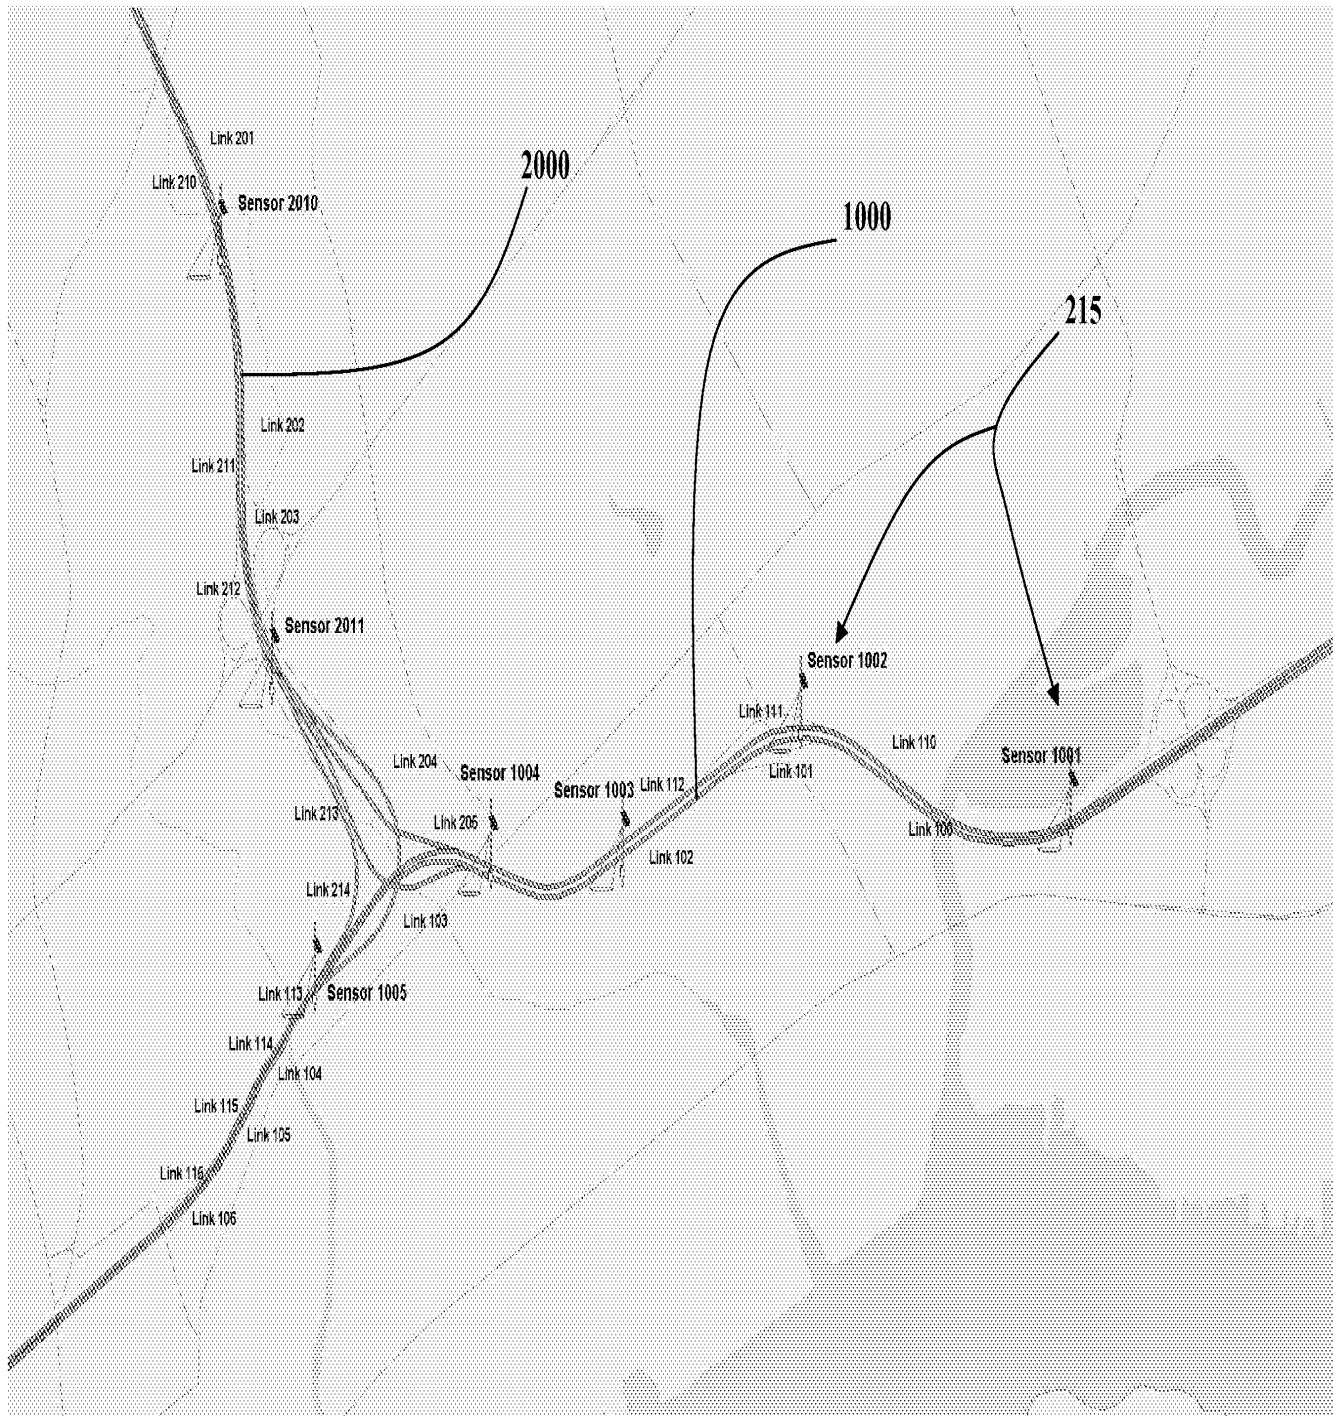 Link 201
2000
Link 210
Sensor 2010
1000
215
Link 202
Link 211
Link 203
Link 212
Sensor 2011
Sensor 1002
Link 111
Link 110
Link 204
Sensor 1004
Link 101
Sensor 1001
Link 112
Sensor 1003
Link 213
Link 205
Link 100
Link 102
Link 214
Link 103
Link 113
Sensor 1005
Link 114
Link 104
Link 115
Link 105
Link 116
Link 106